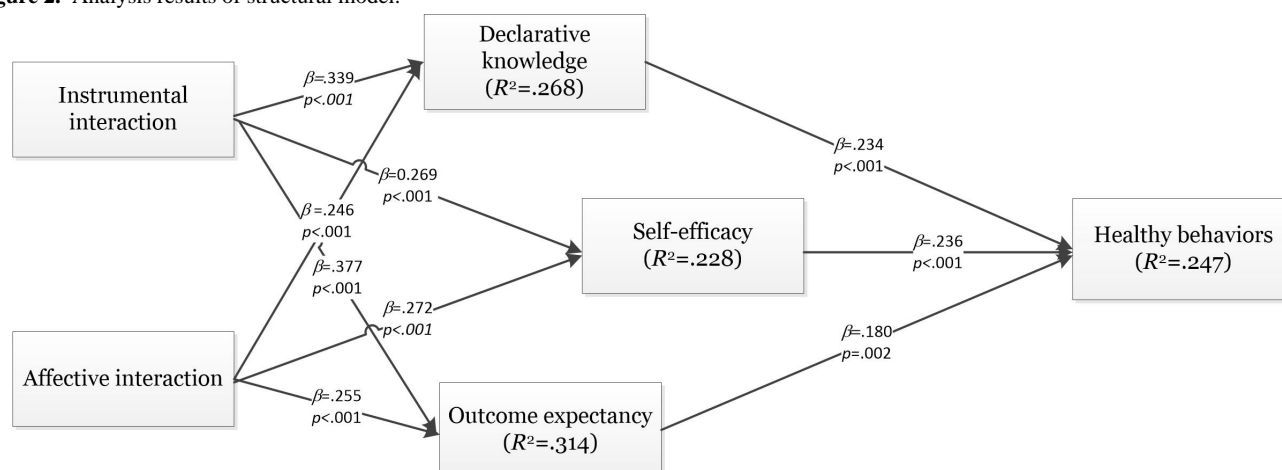 Figure 2. Analysis results of structural model.
Declarative
knowledge
(R²=.268)
Instrumental
interaction
β=.339
p<.001
β=.234
p<.001
β=0.269
p<.001
β =.246
p<.001
Self-efficacy
(R²=.228)
β=.236
p<.001
Healthy behaviors
(R²=.247)
β=.377
p<.001
β=.272
p<.001
β=.180
p=.002
Affective interaction
β=.255
p<.001
Outcome expectancy
(R²=.314)